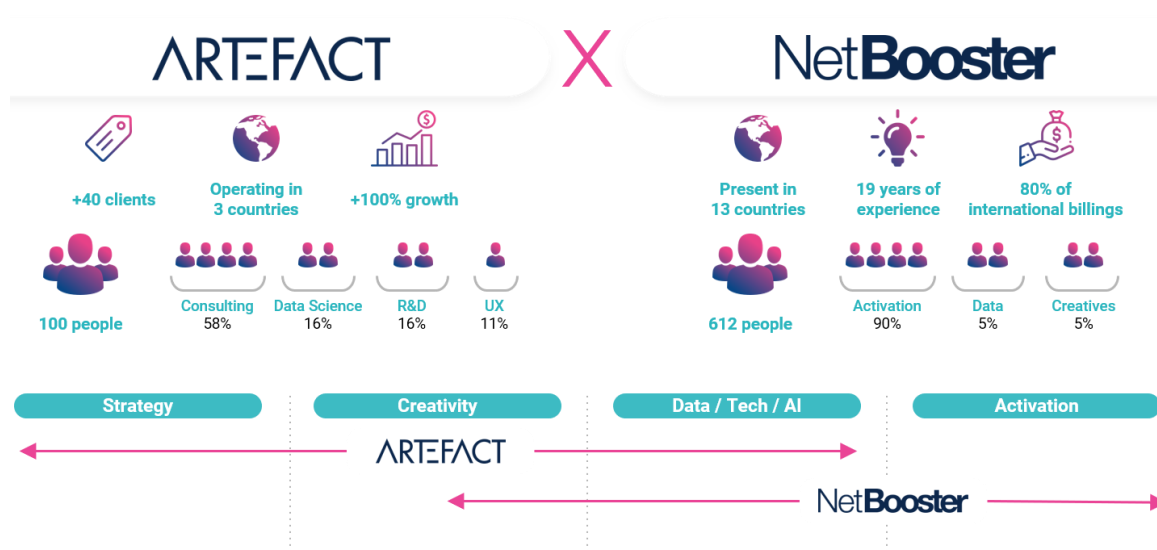 ARTEFACT
X
NetBooster
+40 clients
Operating in
3 countries
+100% growth
$
100 people
Consulting
58%
Data Science
16%
R&D
16%
UX
11%
Present in
13 countries
19 years of
experience
$
80% of
international billings
612 people
Activation
90%
Data
5%
Creatives
5%
Strategy
Creativity
Data / Tech / AI
Activation
ARTEFACT
NetBooster